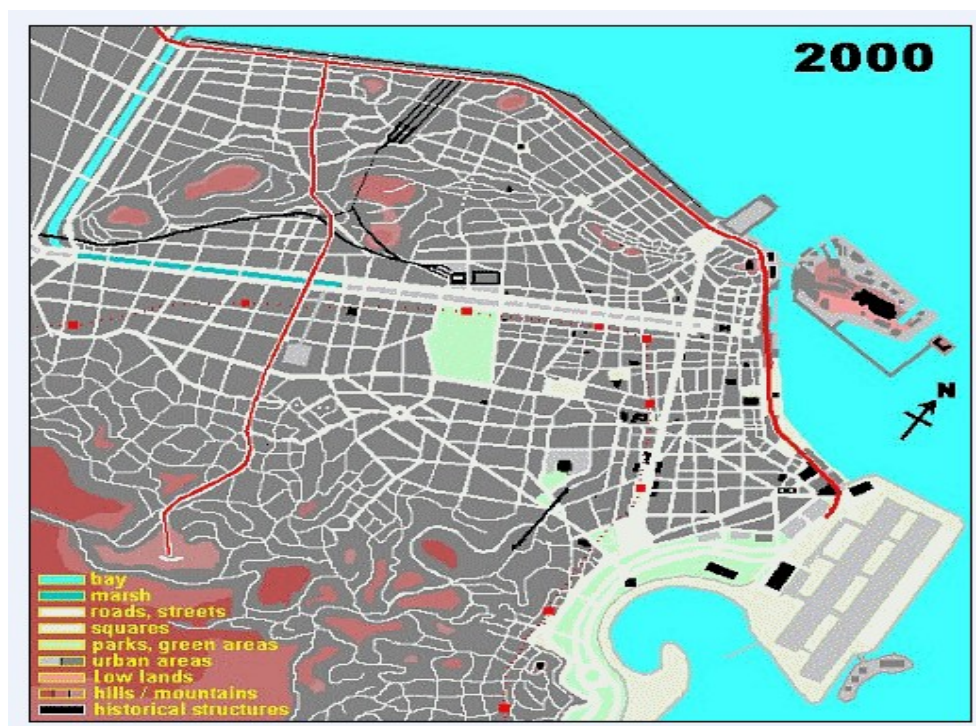 2000
N
bay
marsh
roads, streets
squares
parks, green areas
urban areas
Low lands
hills / mountains
historical structures